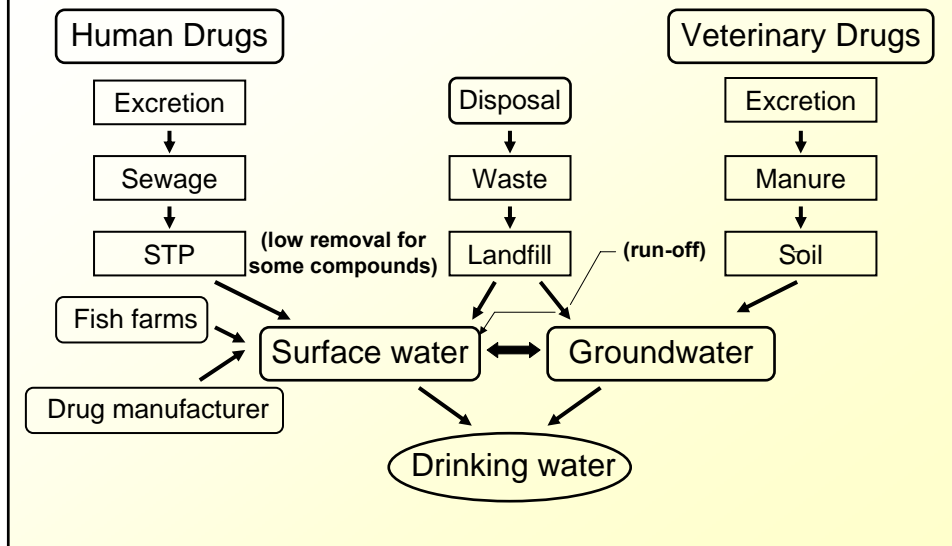 Human Drugs
Veterinary Drugs
Excretion
Disposal
Excretion
Sewage
Waste
Manure
STP
(low removal for
some compounds)
Landfill
(run-off)
Soil
Fish farms
Surface water
Groundwater
Drug manufacturer
Drinking water